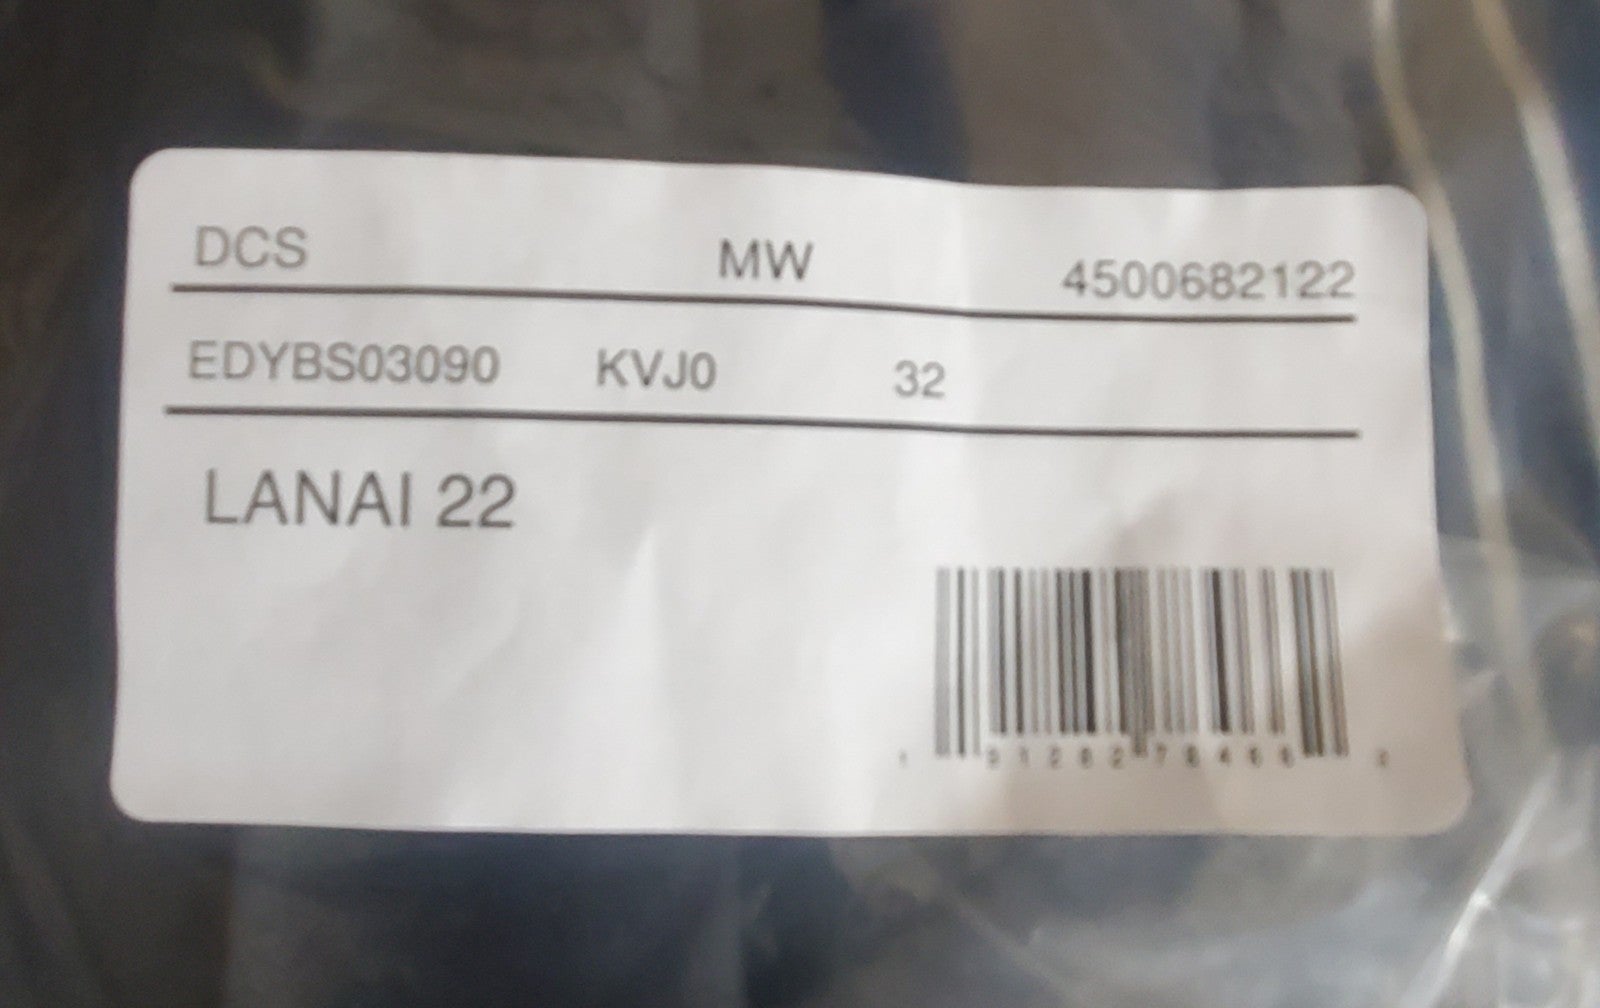 DCS MW 4500682122
EDYBS03090 KVJ0 32
LANAI 22